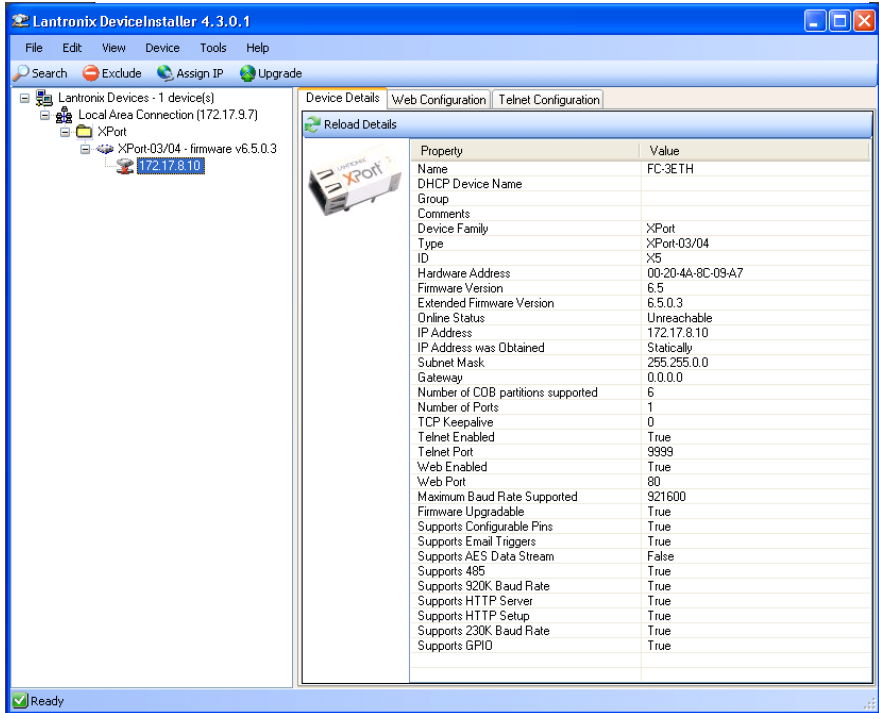 Lantronix DeviceInstaller 4.3.0.1
File Edit View Device Tools Help
Search Exclude Assign IP Upgrade
Lantronix Devices - 1 device(s)
Local Area Connection (172.17.9.7)
XPort
XPort-03/04 - firmware v6.5.0.3
172.17.8.10
Device Details Web Configuration Telnet Configuration
Reload Details
LANTRONIX
XPort
Property Value
Name FC-3ETH
DHCP Device Name
Group
Comments
Device Family XPort
Type XPort-03/04
ID X5
Hardware Address 00-20-4A-8C-09-A7
Firmware Version 6.5
Extended Firmware Version 6.5.0.3
Online Status Unreachable
IP Address 172.17.8.10
IP Address was Obtained Statically
Subnet Mask 255.255.0.0
Gateway 0.0.0.0
Number of COB partitions supported 6
Number of Ports 1
TCP Keepalive 0
Telnet Enabled True
Telnet Port 9999
Web Enabled True
Web Port 80
Maximum Baud Rate Supported 921600
Firmware Upgradable True
Supports Configurable Pins True
Supports Email Triggers True
Supports AES Data Stream False
Supports 485 True
Supports 920K Baud Rate True
Supports HTTP Server True
Supports HTTP Setup True
Supports 230K Baud Rate True
Supports GPIO True
Ready